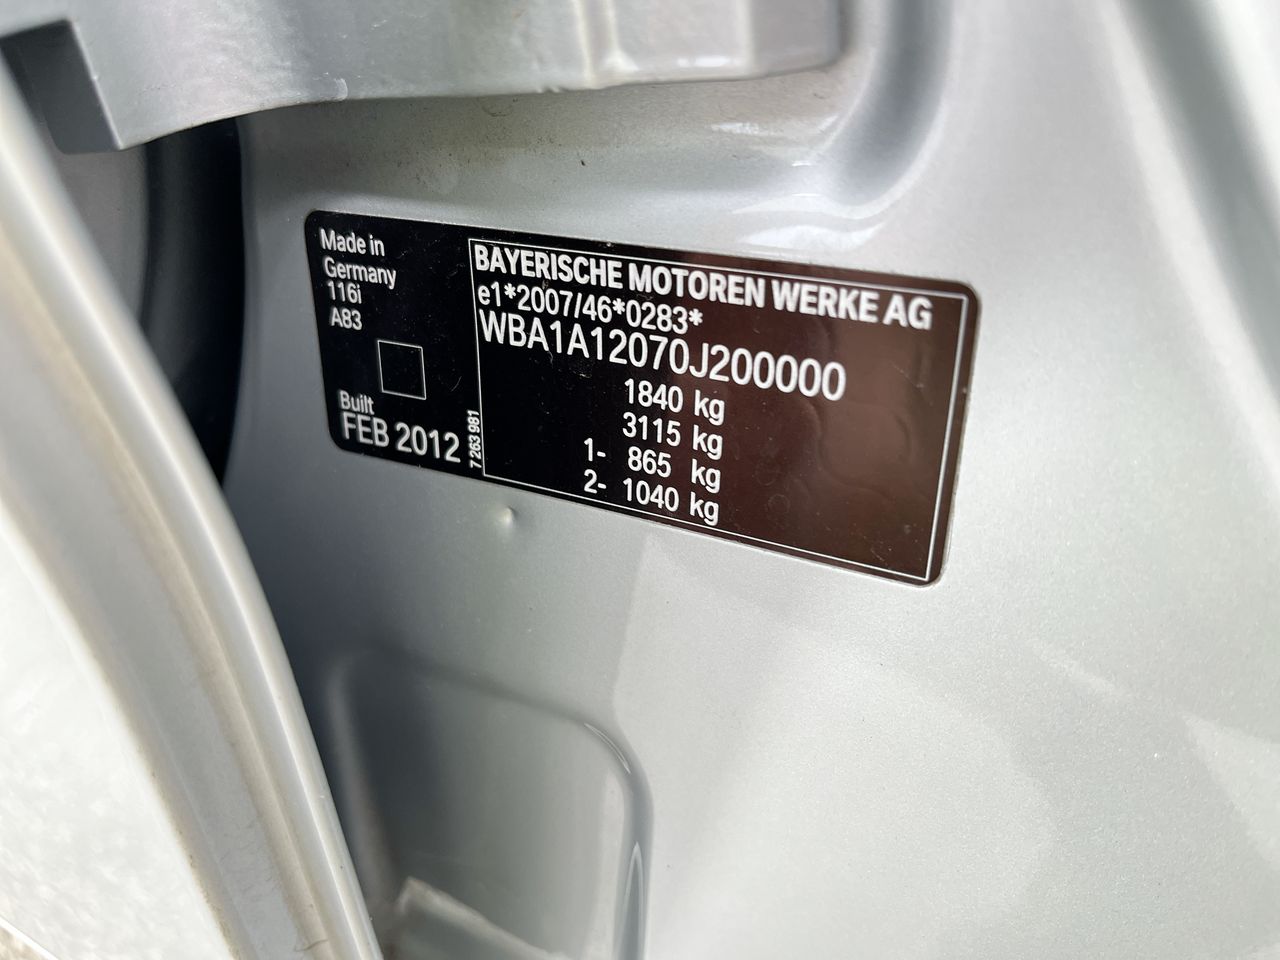 Made in
Germany
116i
A83
Built
FEB 2012
7 263 981
BAYERISCHE MOTOREN WERKE AG
e1*2007/46*0283*
WBA1A12070J200000
1840 kg
3115 kg
1- 865 kg
2- 1040 kg